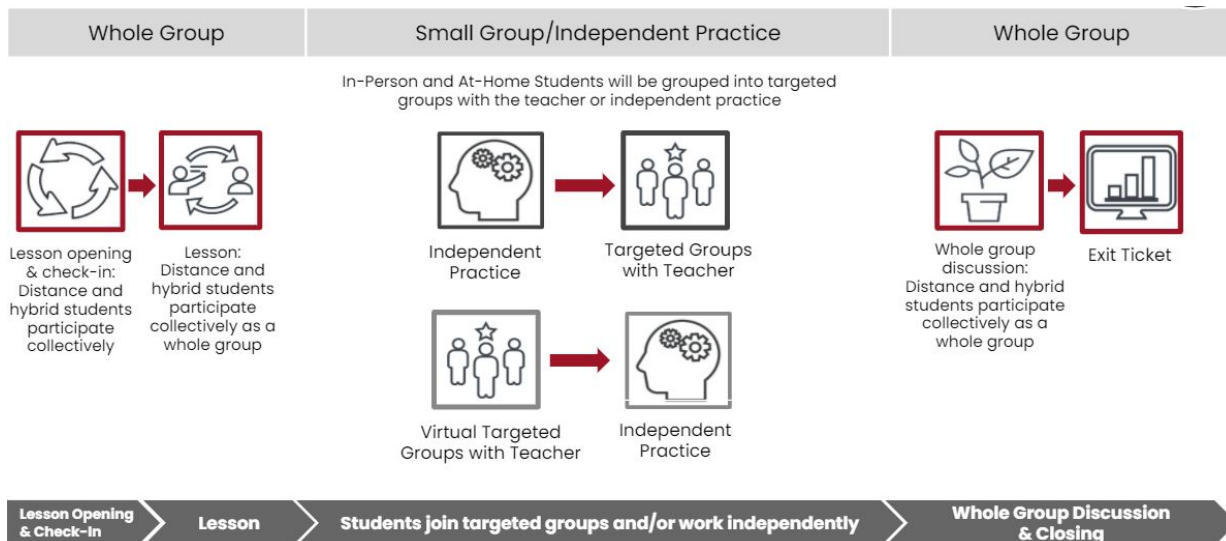 Whole Group
Small Group/Independent Practice
Whole Group
In-Person and At-Home Students will be grouped into targeted
groups with the teacher or independent practice
Lesson opening
& check-in:
Distance and
hybrid students
participate
collectively
Lesson:
Distance and
hybrid students
participate
collectively as a
whole group
Independent
Practice
Targeted Groups
with Teacher
Virtual Targeted
Groups with Teacher
Independent
Practice
Whole group
discussion:
Distance and hybrid
students participate
collectively as a
whole group
Exit Ticket
Lesson Opening
& Check-In
Lesson
Students join targeted groups and/or work independently
Whole Group Discussion
& Closing